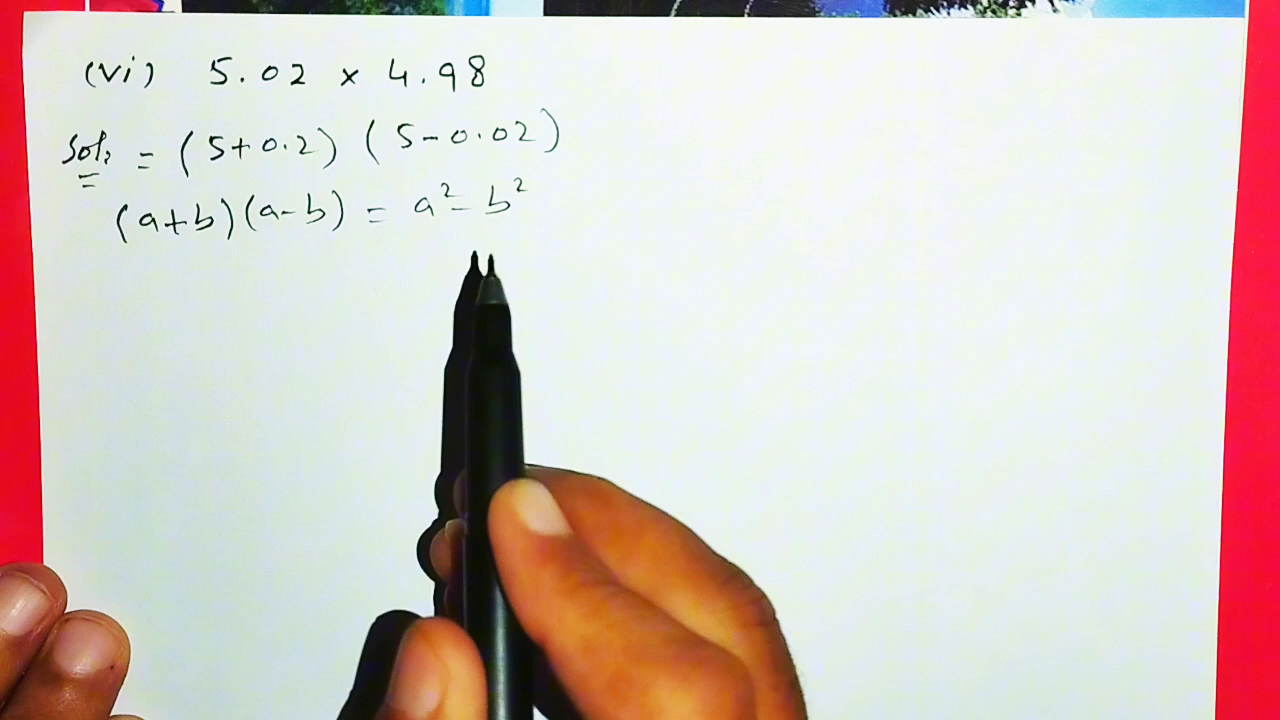 (vi) 5.02 × 4.98
Sol: = (5+0.2) (5-0.02)
(a+b)(a-b) = a² - b²